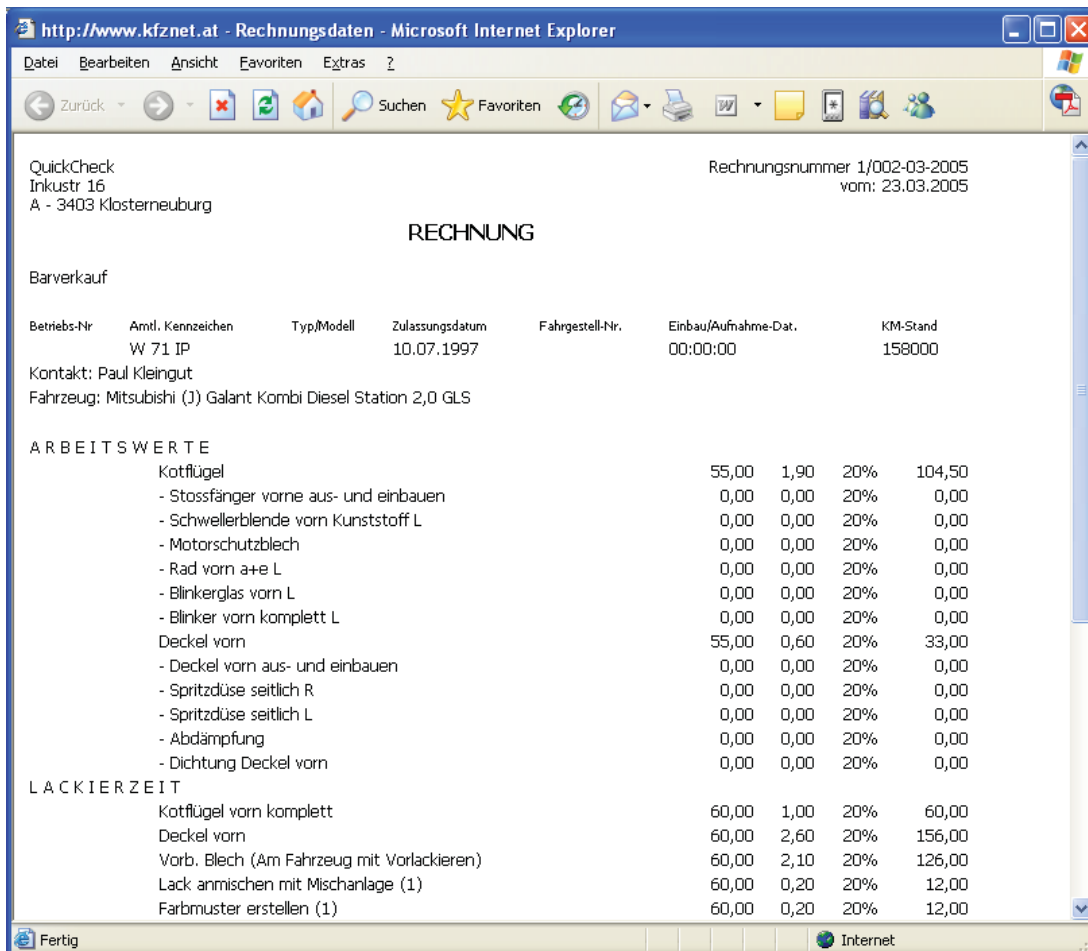 http://www.kfznet.at - Rechnungsdaten - Microsoft Internet Explorer
Datei Bearbeiten Ansicht Favoriten Extras ?
Zurück Suchen Favoriten
QuickCheck Rechnungsnummer 1/002-03-2005
Inkustr 16 vom: 23.03.2005
A - 3403 Klosterneuburg
RECHNUNG
Barverkauf
Betriebs-Nr Amtl. Kennzeichen Typ/Modell Zulassungsdatum Fahrgestell-Nr. Einbau/Aufnahme-Dat. KM-Stand
W 71 IP 10.07.1997 00:00:00 158000
Kontakt: Paul Kleingut
Fahrzeug: Mitsubishi (J) Galant Kombi Diesel Station 2,0 GLS
A R B E I T S W E R T E
Kotflügel 55,00 1,90 20% 104,50
- Stossfänger vorne aus- und einbauen 0,00 0,00 20% 0,00
- Schwellerblende vorn Kunststoff L 0,00 0,00 20% 0,00
- Motorschutzblech 0,00 0,00 20% 0,00
- Rad vorn a+e L 0,00 0,00 20% 0,00
- Blinkerglas vorn L 0,00 0,00 20% 0,00
- Blinker vorn komplett L 0,00 0,00 20% 0,00
Deckel vorn 55,00 0,60 20% 33,00
- Deckel vorn aus- und einbauen 0,00 0,00 20% 0,00
- Spritzdüse seitlich R 0,00 0,00 20% 0,00
- Spritzdüse seitlich L 0,00 0,00 20% 0,00
- Abdämpfung 0,00 0,00 20% 0,00
- Dichtung Deckel vorn 0,00 0,00 20% 0,00
L A C K I E R Z E I T
Kotflügel vorn komplett 60,00 1,00 20% 60,00
Deckel vorn 60,00 2,60 20% 156,00
Vorb. Blech (Am Fahrzeug mit Vorlackieren) 60,00 2,10 20% 126,00
Lack anmischen mit Mischanlage (1) 60,00 0,20 20% 12,00
Farbmuster erstellen (1) 60,00 0,20 20% 12,00
Fertig Internet